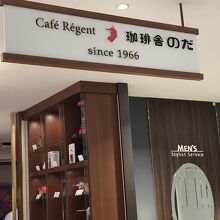 Café Régent
珈琲舎のだ
since 1966
MEN'S
Stylist Service